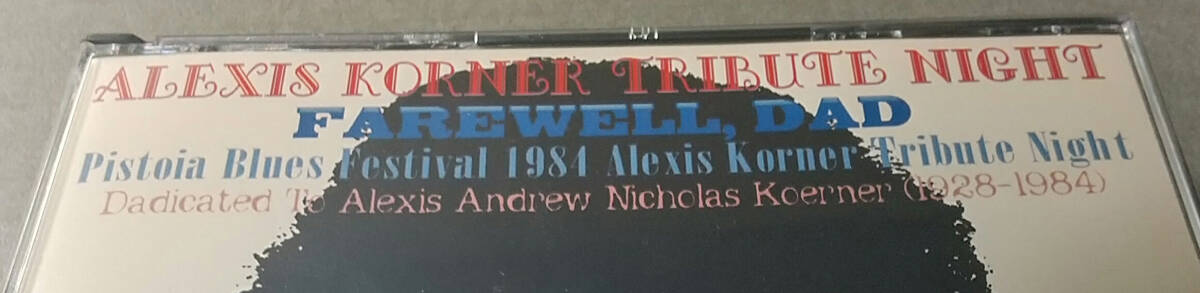 ALEXIS KORNER TRIBUTE NIGHT
FAREWELL, DAD
Pistoia Blues Festival 1984 Alexis Korner Tribute Night
Dadicated To Alexis Andrew Nicholas Koerner (1928-1984)